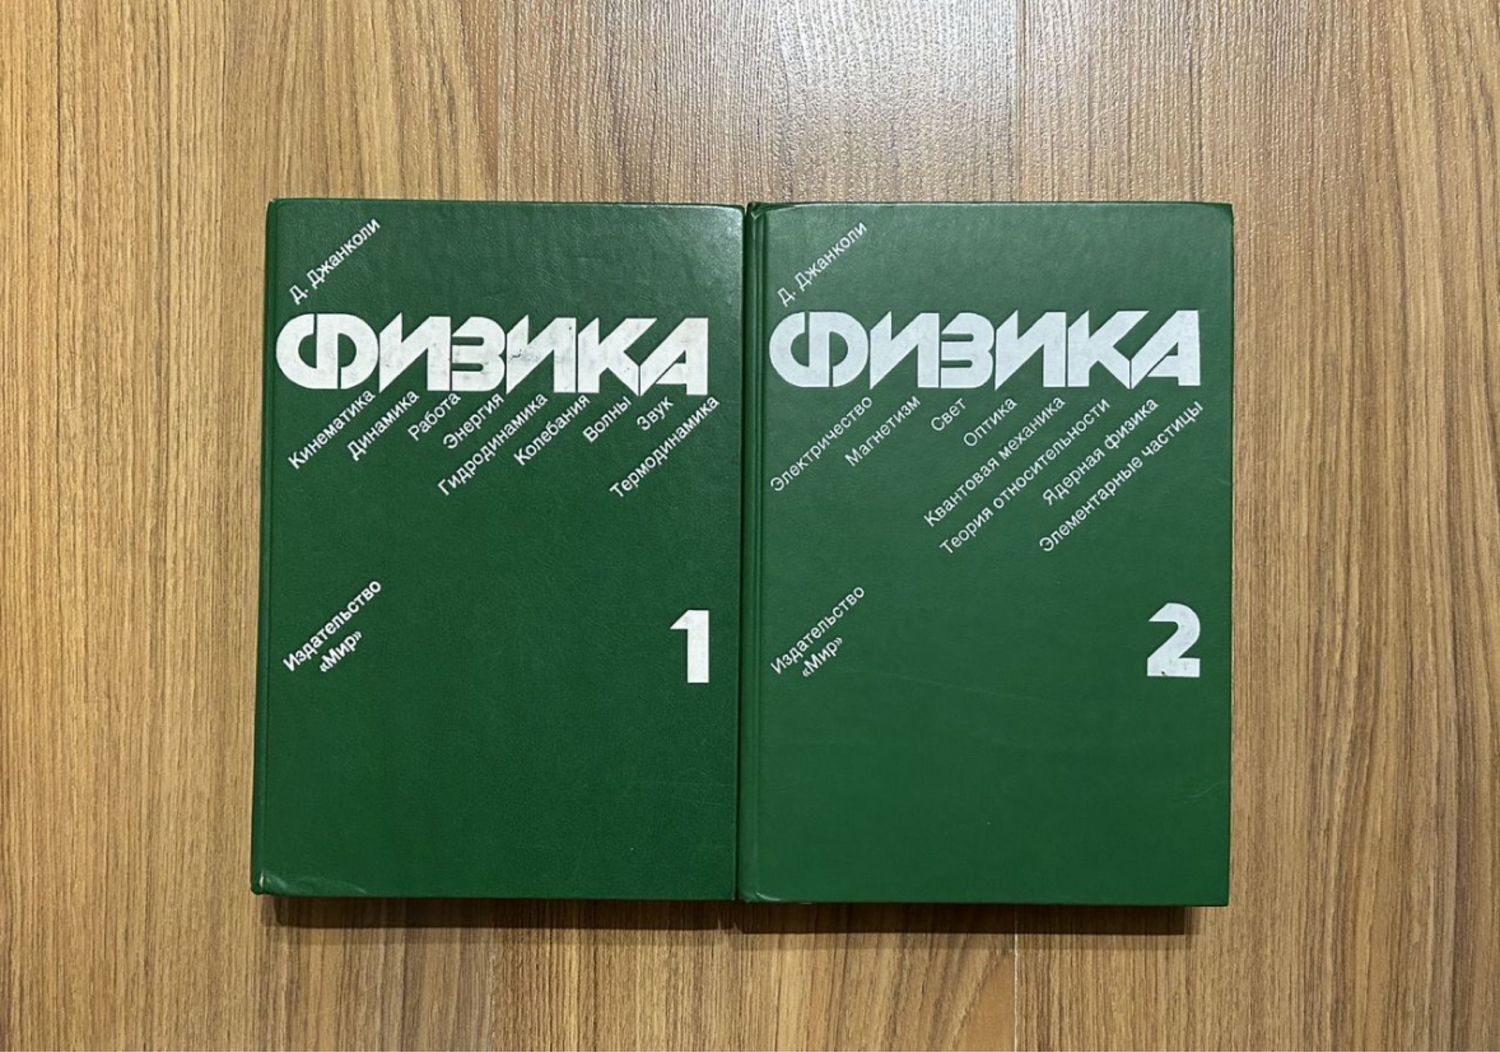 Д. Джанколи
ФИЗИКА
Кинематика
Динамика
Работа
Энергия
Гидродинамика
Колебания
Волны
Звук
Термодинамика
Издательство
«Мир»
1
Д. Джанколи
ФИЗИКА
Электричество
Магнетизм
Свет
Оптика
Квантовая механика
Теория относительности
Ядерная физика
Элементарные частицы
Издательство
«Мир»
2